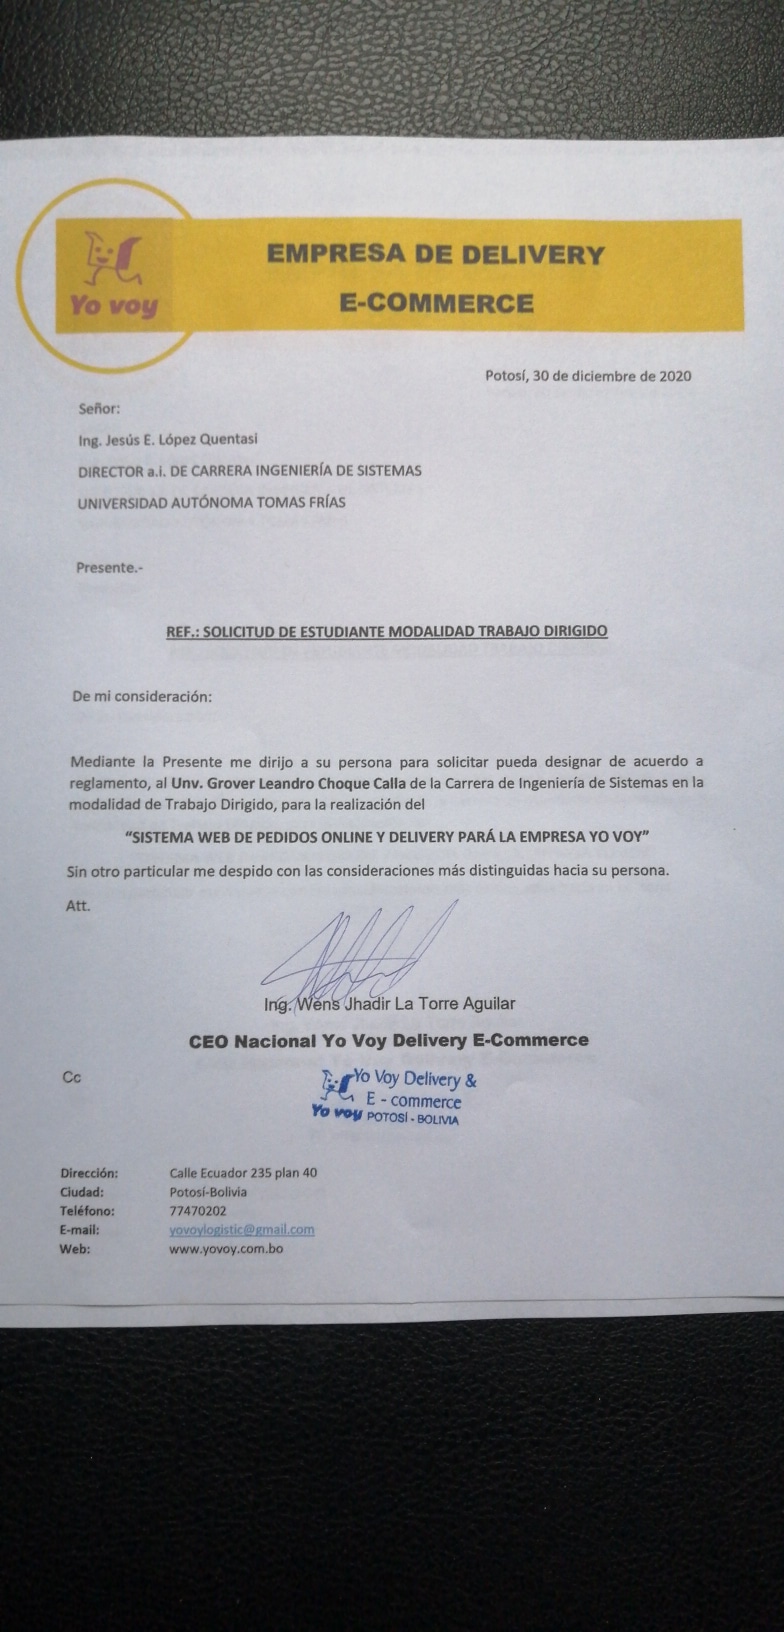 Yo voy
EMPRESA DE DELIVERY
E-COMMERCE
Potosí, 30 de diciembre de 2020
Señor:
Ing. Jesús E. López Quentasi
DIRECTOR a.i. DE CARRERA INGENIERÍA DE SISTEMAS
UNIVERSIDAD AUTÓNOMA TOMAS FRÍAS
Presente.-
REF.: SOLICITUD DE ESTUDIANTE MODALIDAD TRABAJO DIRIGIDO
De mi consideración:
Mediante la Presente me dirijo a su persona para solicitar pueda designar de acuerdo a
reglamento, al Unv. Grover Leandro Choque Calla de la Carrera de Ingeniería de Sistemas en la
modalidad de Trabajo Dirigido, para la realización del
“SISTEMA WEB DE PEDIDOS ONLINE Y DELIVERY PARÁ LA EMPRESA YO VOY”
Sin otro particular me despido con las consideraciones más distinguidas hacia su persona.
Att.
Ing. Wens Jhadir La Torre Aguilar
CEO Nacional Yo Voy Delivery E-Commerce
Cc
Yo Voy Delivery &
E - commerce
Yo voy POTOSÍ - BOLIVIA
Dirección: Calle Ecuador 235 plan 40
Ciudad: Potosí-Bolivia
Teléfono: 77470202
E-mail: yovoylogistic@gmail.com
Web: www.yovoy.com.bo